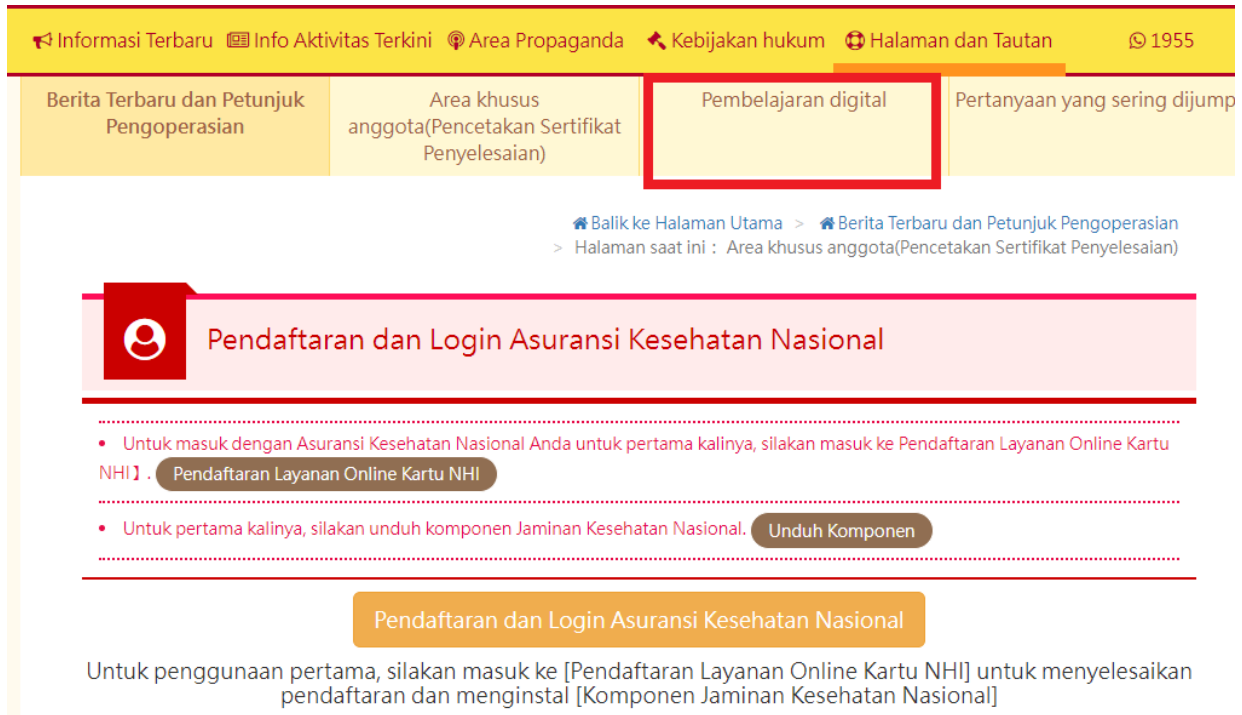 Informasi Terbaru Info Aktivitas Terkini Area Propaganda Kebijakan hukum Halaman dan Tautan 1955
Berita Terbaru dan Petunjuk
Pengoperasian
Area khusus
anggota(Pencetakan Sertifikat
Penyelesaian)
Pembelajaran digital
Pertanyaan yang sering dijump
Balik ke Halaman Utama > Berita Terbaru dan Petunjuk Pengoperasian
> Halaman saat ini : Area khusus anggota(Pencetakan Sertifikat Penyelesaian)
Pendaftaran dan Login Asuransi Kesehatan Nasional
• Untuk masuk dengan Asuransi Kesehatan Nasional Anda untuk pertama kalinya, silakan masuk ke Pendaftaran Layanan Online Kartu
NHI】. Pendaftaran Layanan Online Kartu NHI
• Untuk pertama kalinya, silakan unduh komponen Jaminan Kesehatan Nasional. Unduh Komponen
Pendaftaran dan Login Asuransi Kesehatan Nasional
Untuk penggunaan pertama, silakan masuk ke [Pendaftaran Layanan Online Kartu NHI] untuk menyelesaikan
pendaftaran dan menginstal [Komponen Jaminan Kesehatan Nasional]